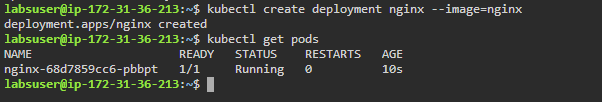 labsuser@ip-172-31-36-213:~$ kubectl create deployment nginx --image=nginx
deployment.apps/nginx created
labsuser@ip-172-31-36-213:~$ kubectl get pods
NAME                     READY   STATUS    RESTARTS   AGE
nginx-68d7859cc6-pbbpt   1/1     Running   0          10s
labsuser@ip-172-31-36-213:~$